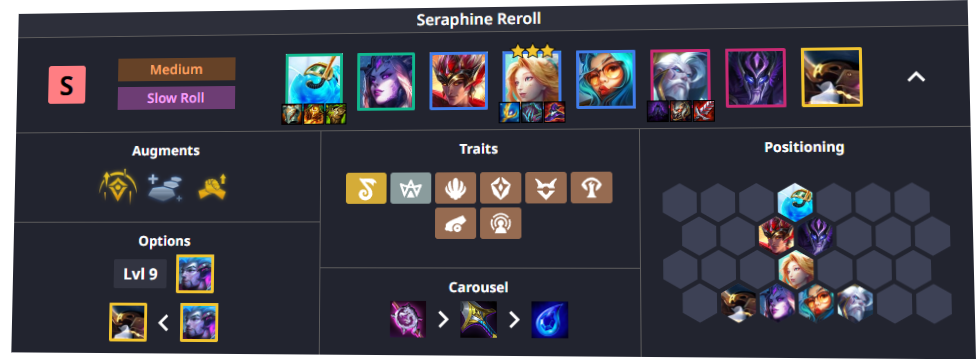 Seraphine Reroll
S
Medium
Slow Roll
Augments
Traits
Positioning
Options
Lvl 9
Carousel